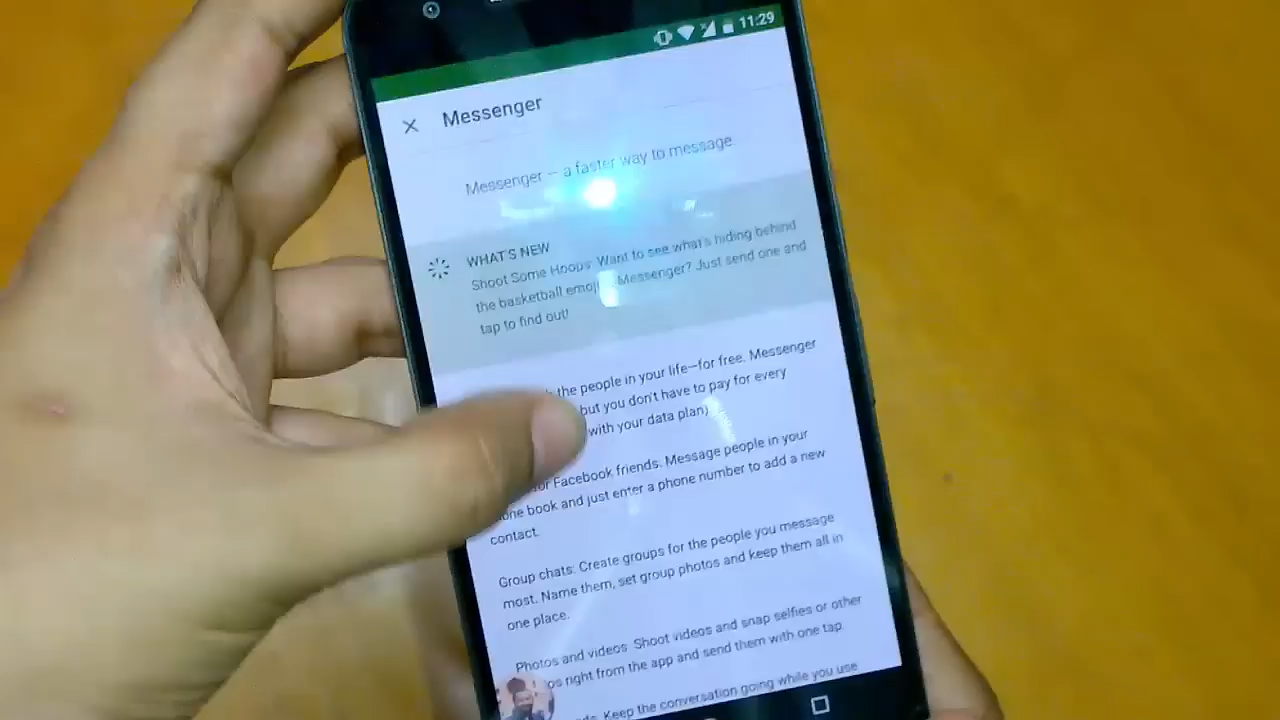 11:29
Messenger
Messenger – a faster way to message
WHAT'S NEW
Shoot Some Hoops: Want to see what's hiding behind
the basketball emoji Messenger? Just send one and
tap to find out!
the people in your life—for free. Messenger
but you don't have to pay for every
with your data plan)
for Facebook friends: Message people in your
book and just enter a phone number to add a new
contact.
Group chats: Create groups for the people you message
most. Name them, set group photos and keep them all in
one place.
Photos and videos: Shoot videos and snap selfies or other
right from the app and send them with one tap.
Keep the conversation going while you use